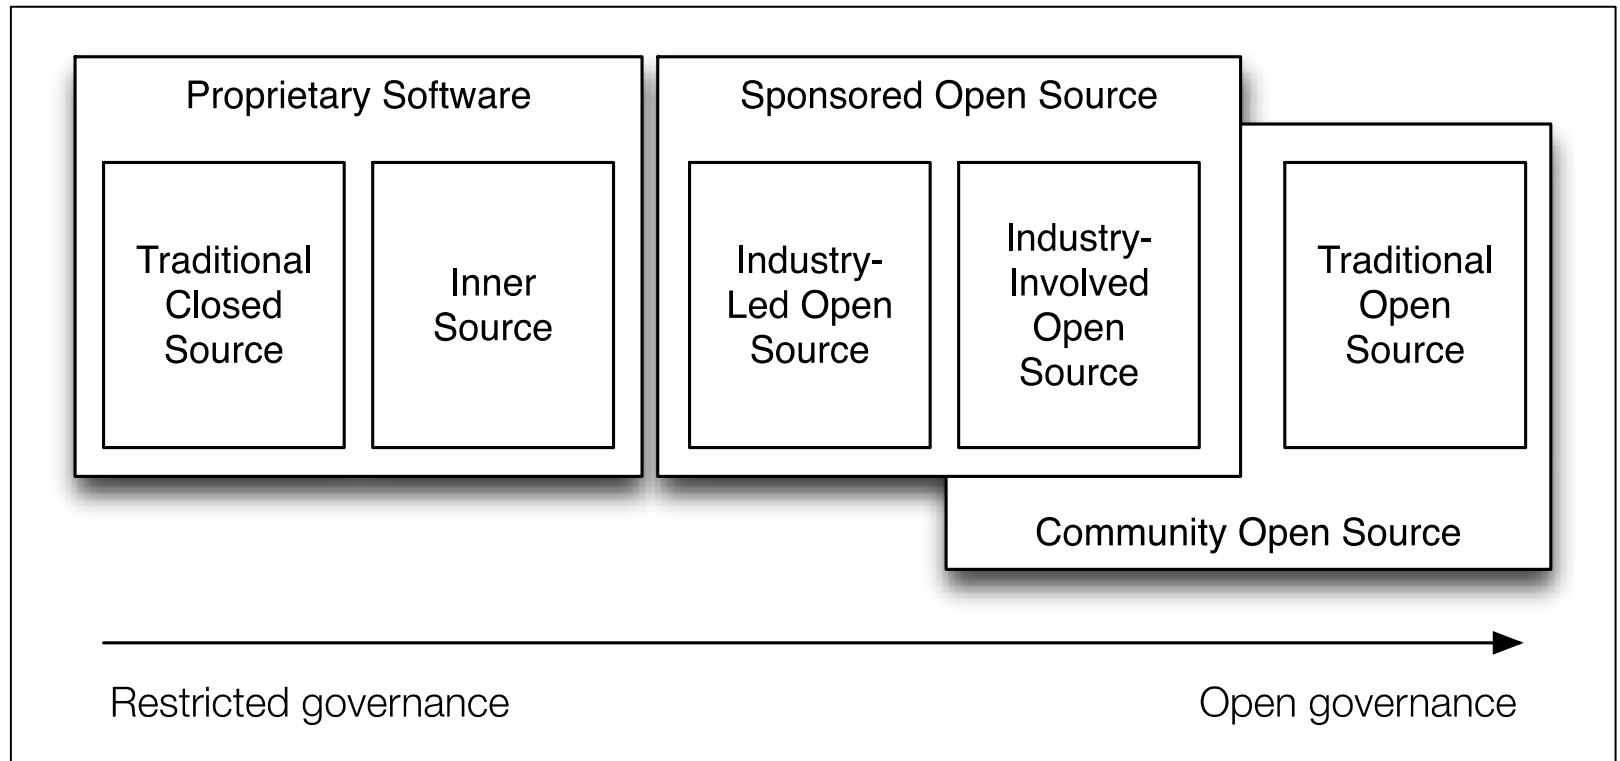 Proprietary Software
Traditional
Closed
Source
Inner
Source
Sponsored Open Source
Industry-
Led Open
Source
Industry-
Involved
Open
Source
Traditional
Open
Source
Community Open Source
Restricted governance
Open governance